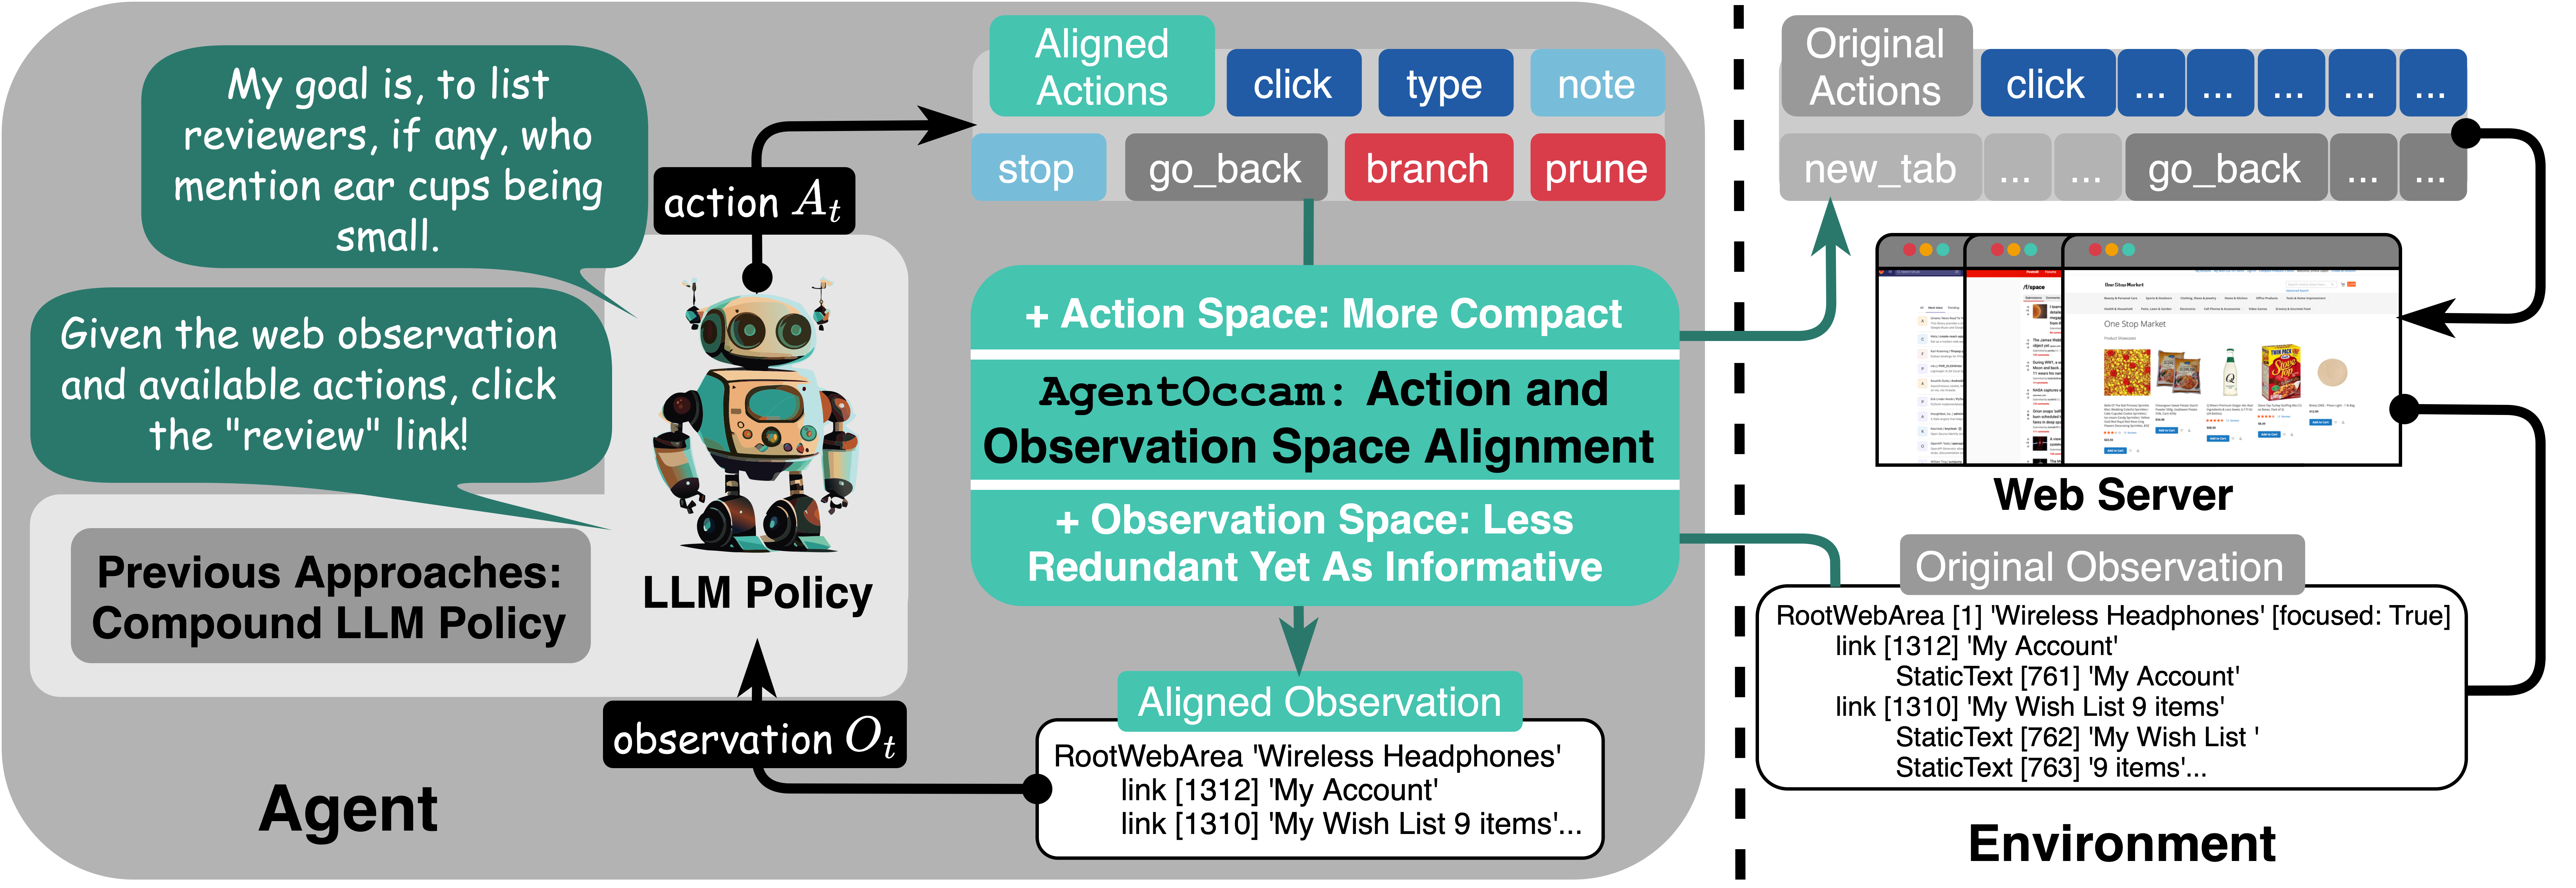 My goal is, to list
reviewers, if any, who
mention ear cups being
small.
Given the web observation
and available actions, click
the "review" link!
Previous Approaches:
Compound LLM Policy
Agent
action At
LLM Policy
observation Ot
Aligned
Actions
click
type
note
stop
go_back
branch
prune
+ Action Space: More Compact
AgentOccam: Action and
Observation Space Alignment
+ Observation Space: Less
Redundant Yet As Informative
Aligned Observation
RootWebArea 'Wireless Headphones'
link [1312] 'My Account'
link [1310] 'My Wish List 9 items'...
Original
Actions
click ... ... ... ... ...
new_tab ... ... go_back ... ...
/f/space
One Stop Market
One Stop Market
Web Server
Original Observation
RootWebArea [1] 'Wireless Headphones' [focused: True]
link [1312] 'My Account'
StaticText [761] 'My Account'
link [1310] 'My Wish List 9 items'
StaticText [762] 'My Wish List '
StaticText [763] '9 items'...
Environment